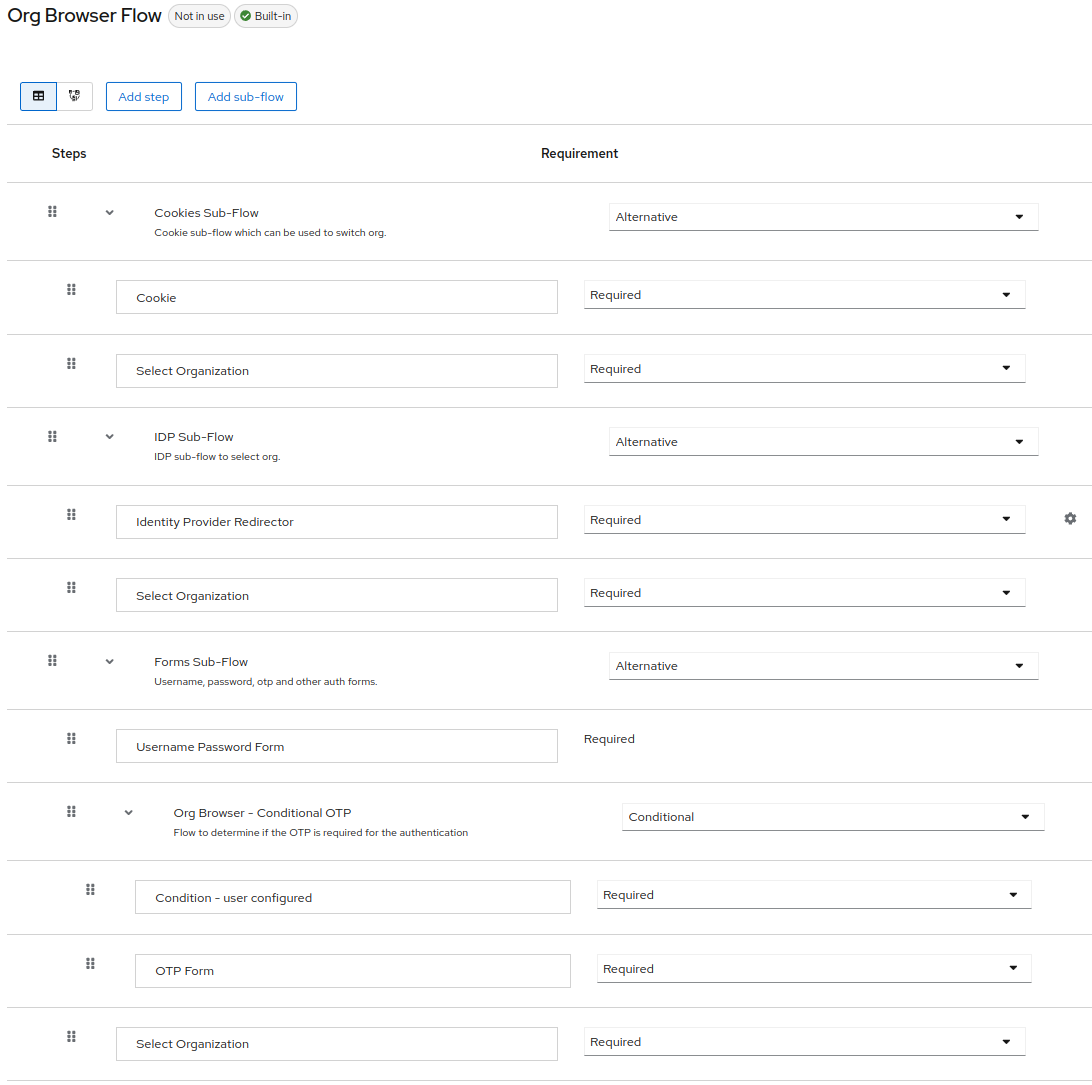 Org Browser Flow Not in use Built-in
Add step Add sub-flow
Steps Requirement
Cookies Sub-Flow Alternative
Cookie sub-flow which can be used to switch org.
Cookie Required
Select Organization Required
IDP Sub-Flow Alternative
IDP sub-flow to select org.
Identity Provider Redirector Required
Select Organization Required
Forms Sub-Flow Alternative
Username, password, otp and other auth forms.
Username Password Form Required
Org Browser - Conditional OTP Conditional
Flow to determine if the OTP is required for the authentication
Condition - user configured Required
OTP Form Required
Select Organization Required